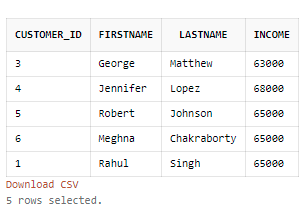 CUSTOMER_ID FIRSTNAME LASTNAME INCOME
3 George Matthew 63000
4 Jennifer Lopez 68000
5 Robert Johnson 65000
6 Meghna Chakraborty 65000
1 Rahul Singh 65000
Download CSV
5 rows selected.